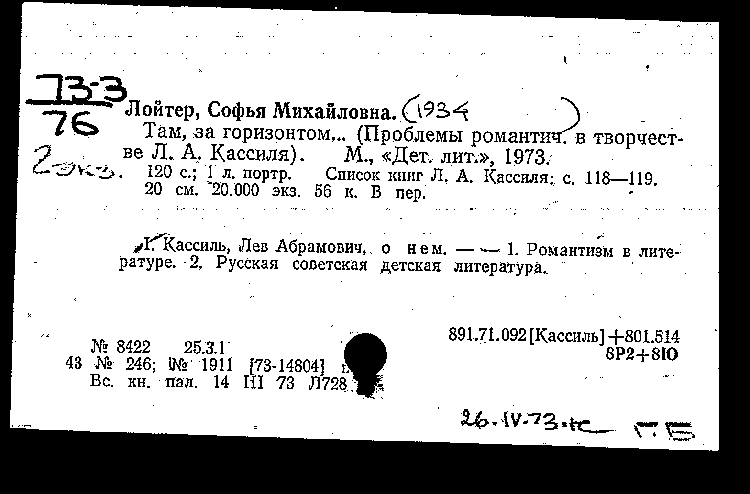 73-3
76
2 экз.
Лойтер, Софья Михайловна. (1934 )
Там, за горизонтом... (Проблемы романтич. в творчест-
ве Л. А. Кассиля). М., «Дет. лит.», 1973.
120 с.; 1 л. портр. Список книг Л. А. Кассиля: с. 118—119.
20 см. 20.000 экз. 56 к. В пер.
I. Кассиль, Лев Абрамович, о нем. — — 1. Романтизм в лите-
ратуре. 2. Русская советская детская литература.
891.71.092[Кассиль]+801.514
8Р2+8Ю
№ 8422 25.3.1
43 № 246; № 1911 [73-14804]
Вс. кн. пал. 14 III 73 Л728
26.IV-73
ГПБ